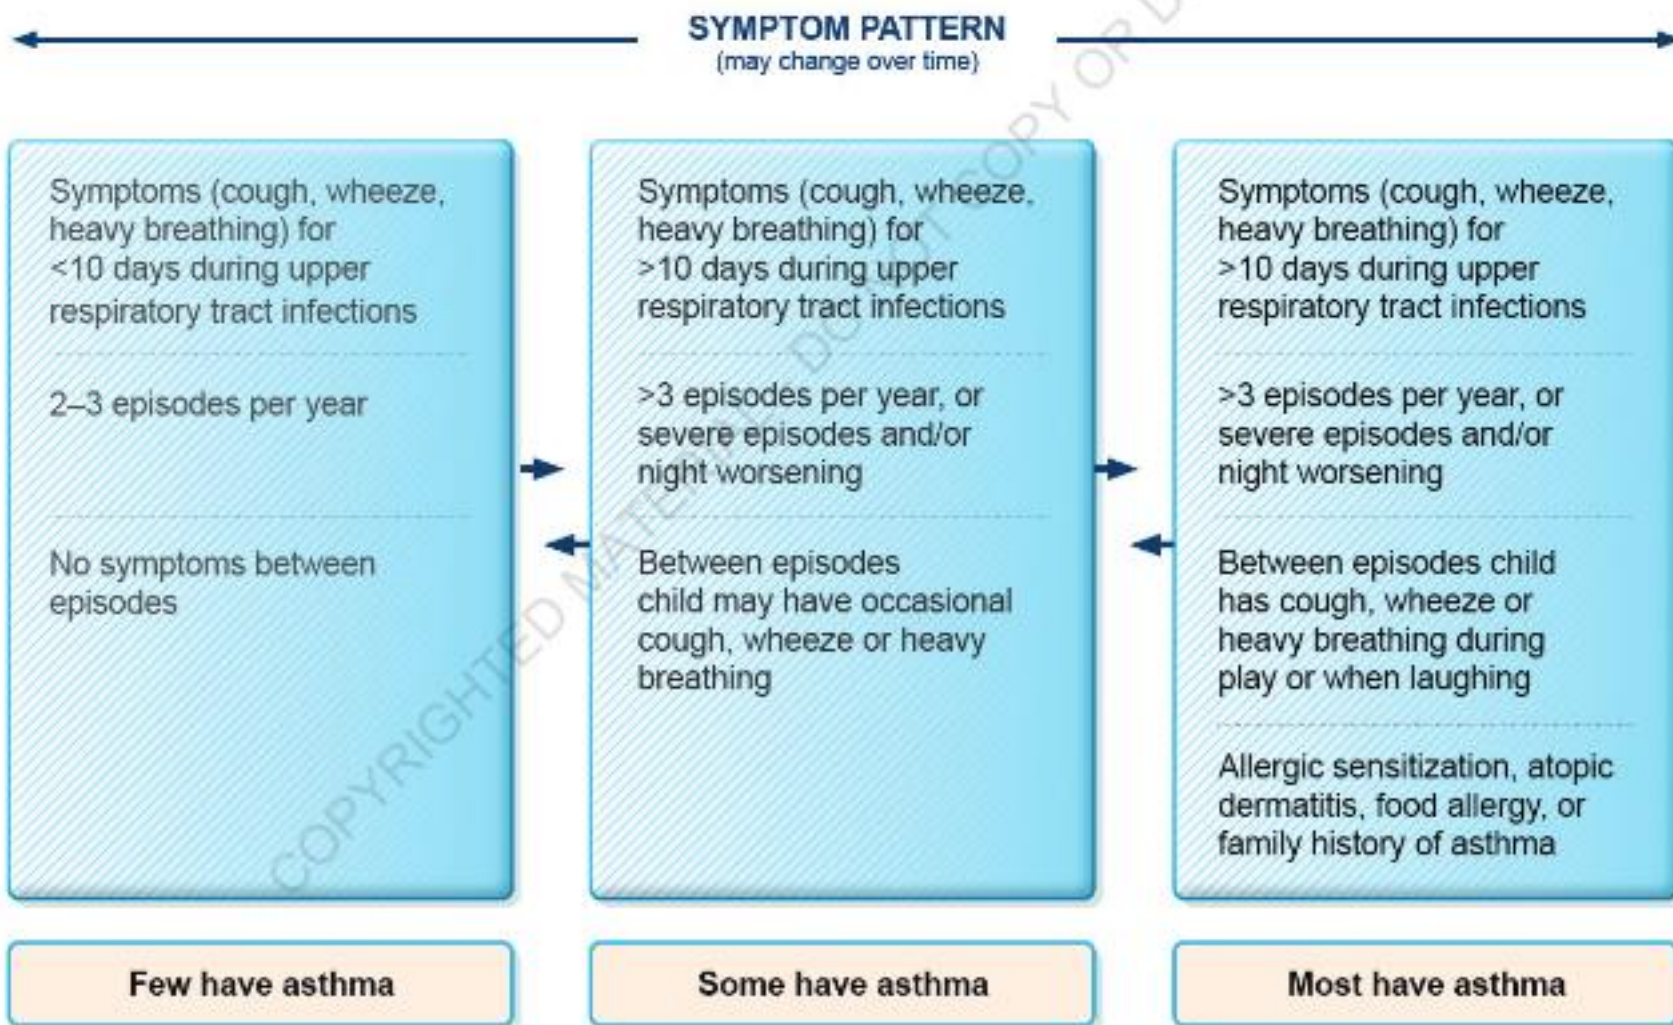 SYMPTOM PATTERN
(may change over time)
Symptoms (cough, wheeze,
heavy breathing) for
<10 days during upper
respiratory tract infections
2–3 episodes per year
No symptoms between
episodes
Symptoms (cough, wheeze,
heavy breathing) for
>10 days during upper
respiratory tract infections
>3 episodes per year, or
severe episodes and/or
night worsening
Between episodes
child may have occasional
cough, wheeze or heavy
breathing
Symptoms (cough, wheeze,
heavy breathing) for
>10 days during upper
respiratory tract infections
>3 episodes per year, or
severe episodes and/or
night worsening
Between episodes child
has cough, wheeze or
heavy breathing during
play or when laughing
Allergic sensitization, atopic
dermatitis, food allergy, or
family history of asthma
Few have asthma
Some have asthma
Most have asthma
COPYRIGHTED MATERIAL DO NOT COPY OR